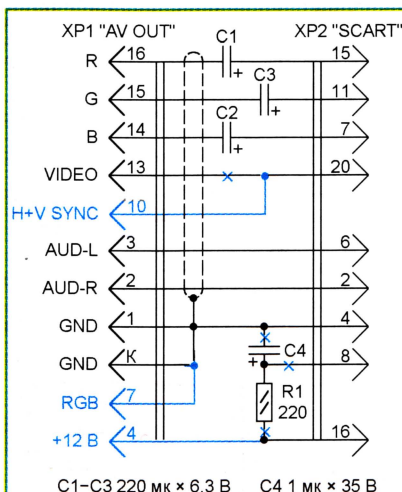 XP1 "AV OUT" XP2 "SCART"
R 16 C1 + 15
G 15 C3 + 11
B 14 C2 + 7
VIDEO 13 20
H+V SYNC 10
AUD-L 3 6
AUD-R 2 2
GND 1 4
GND К + C4 8
RGB 7 R1 220
+12 В 4 16
C1–C3 220 мк × 6,3 В C4 1 мк × 35 В